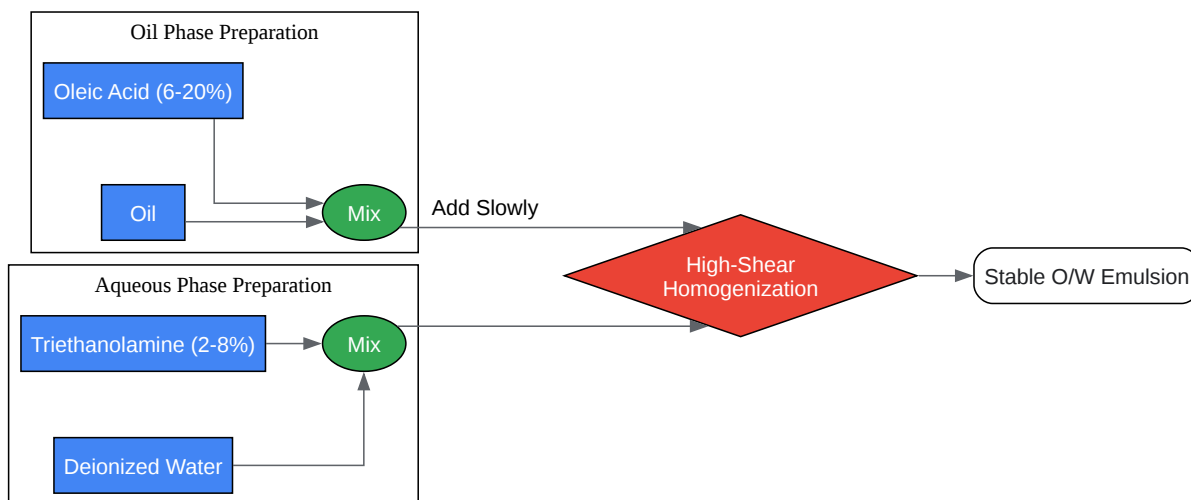 Oil Phase Preparation
Oleic Acid (6-20%)
Oil
Mix
Add Slowly
Aqueous Phase Preparation
Triethanolamine (2-8%)
Mix
Deionized Water
High-Shear
Homogenization
Stable O/W Emulsion